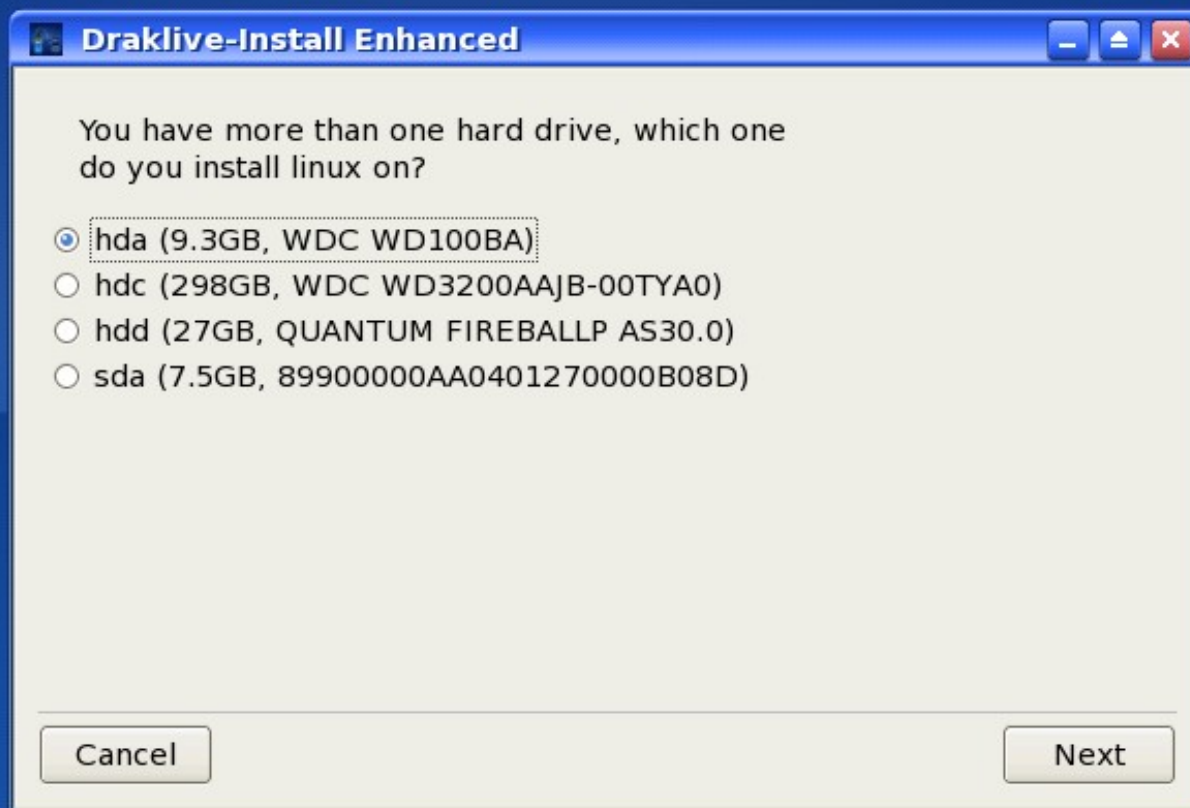 Draklive-Install Enhanced
You have more than one hard drive, which one
do you install linux on?
hda (9.3GB, WDC WD100BA)
hdc (298GB, WDC WD3200AAJB-00TYA0)
hdd (27GB, QUANTUM FIREBALLP AS30.0)
sda (7.5GB, 89900000AA0401270000B08D)
Cancel
Next